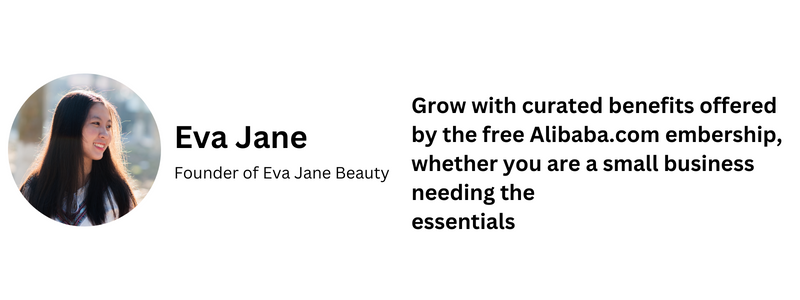 Eva Jane
Founder of Eva Jane Beauty
Grow with curated benefits offered
by the free Alibaba.com embership,
whether you are a small business
needing the
essentials